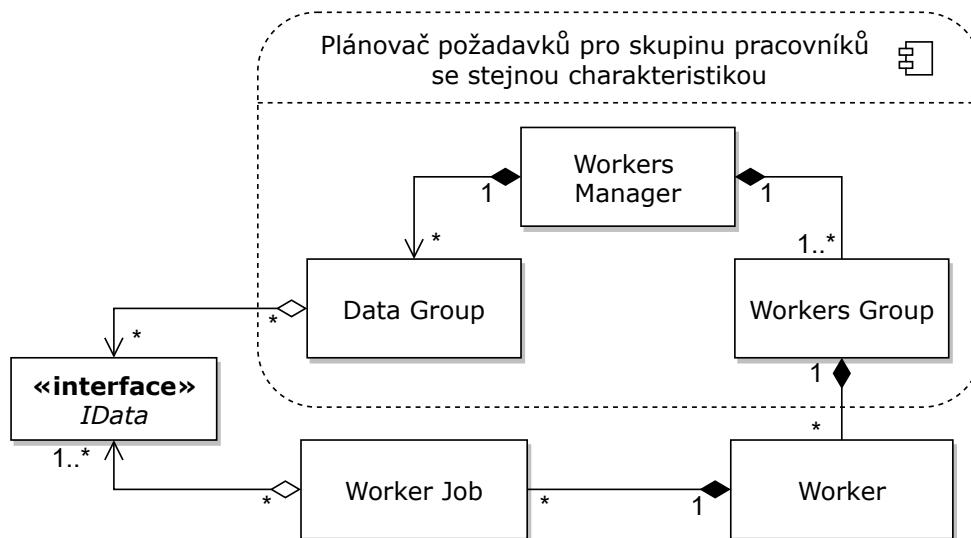 Plánovač požadavků pro skupinu pracovníků
se stejnou charakteristikou
Workers
Manager
1
1
*
1..*
Data Group
Workers Group
*
*
1
«interface»
IData
*
1..*
*
Worker Job
*
1
Worker